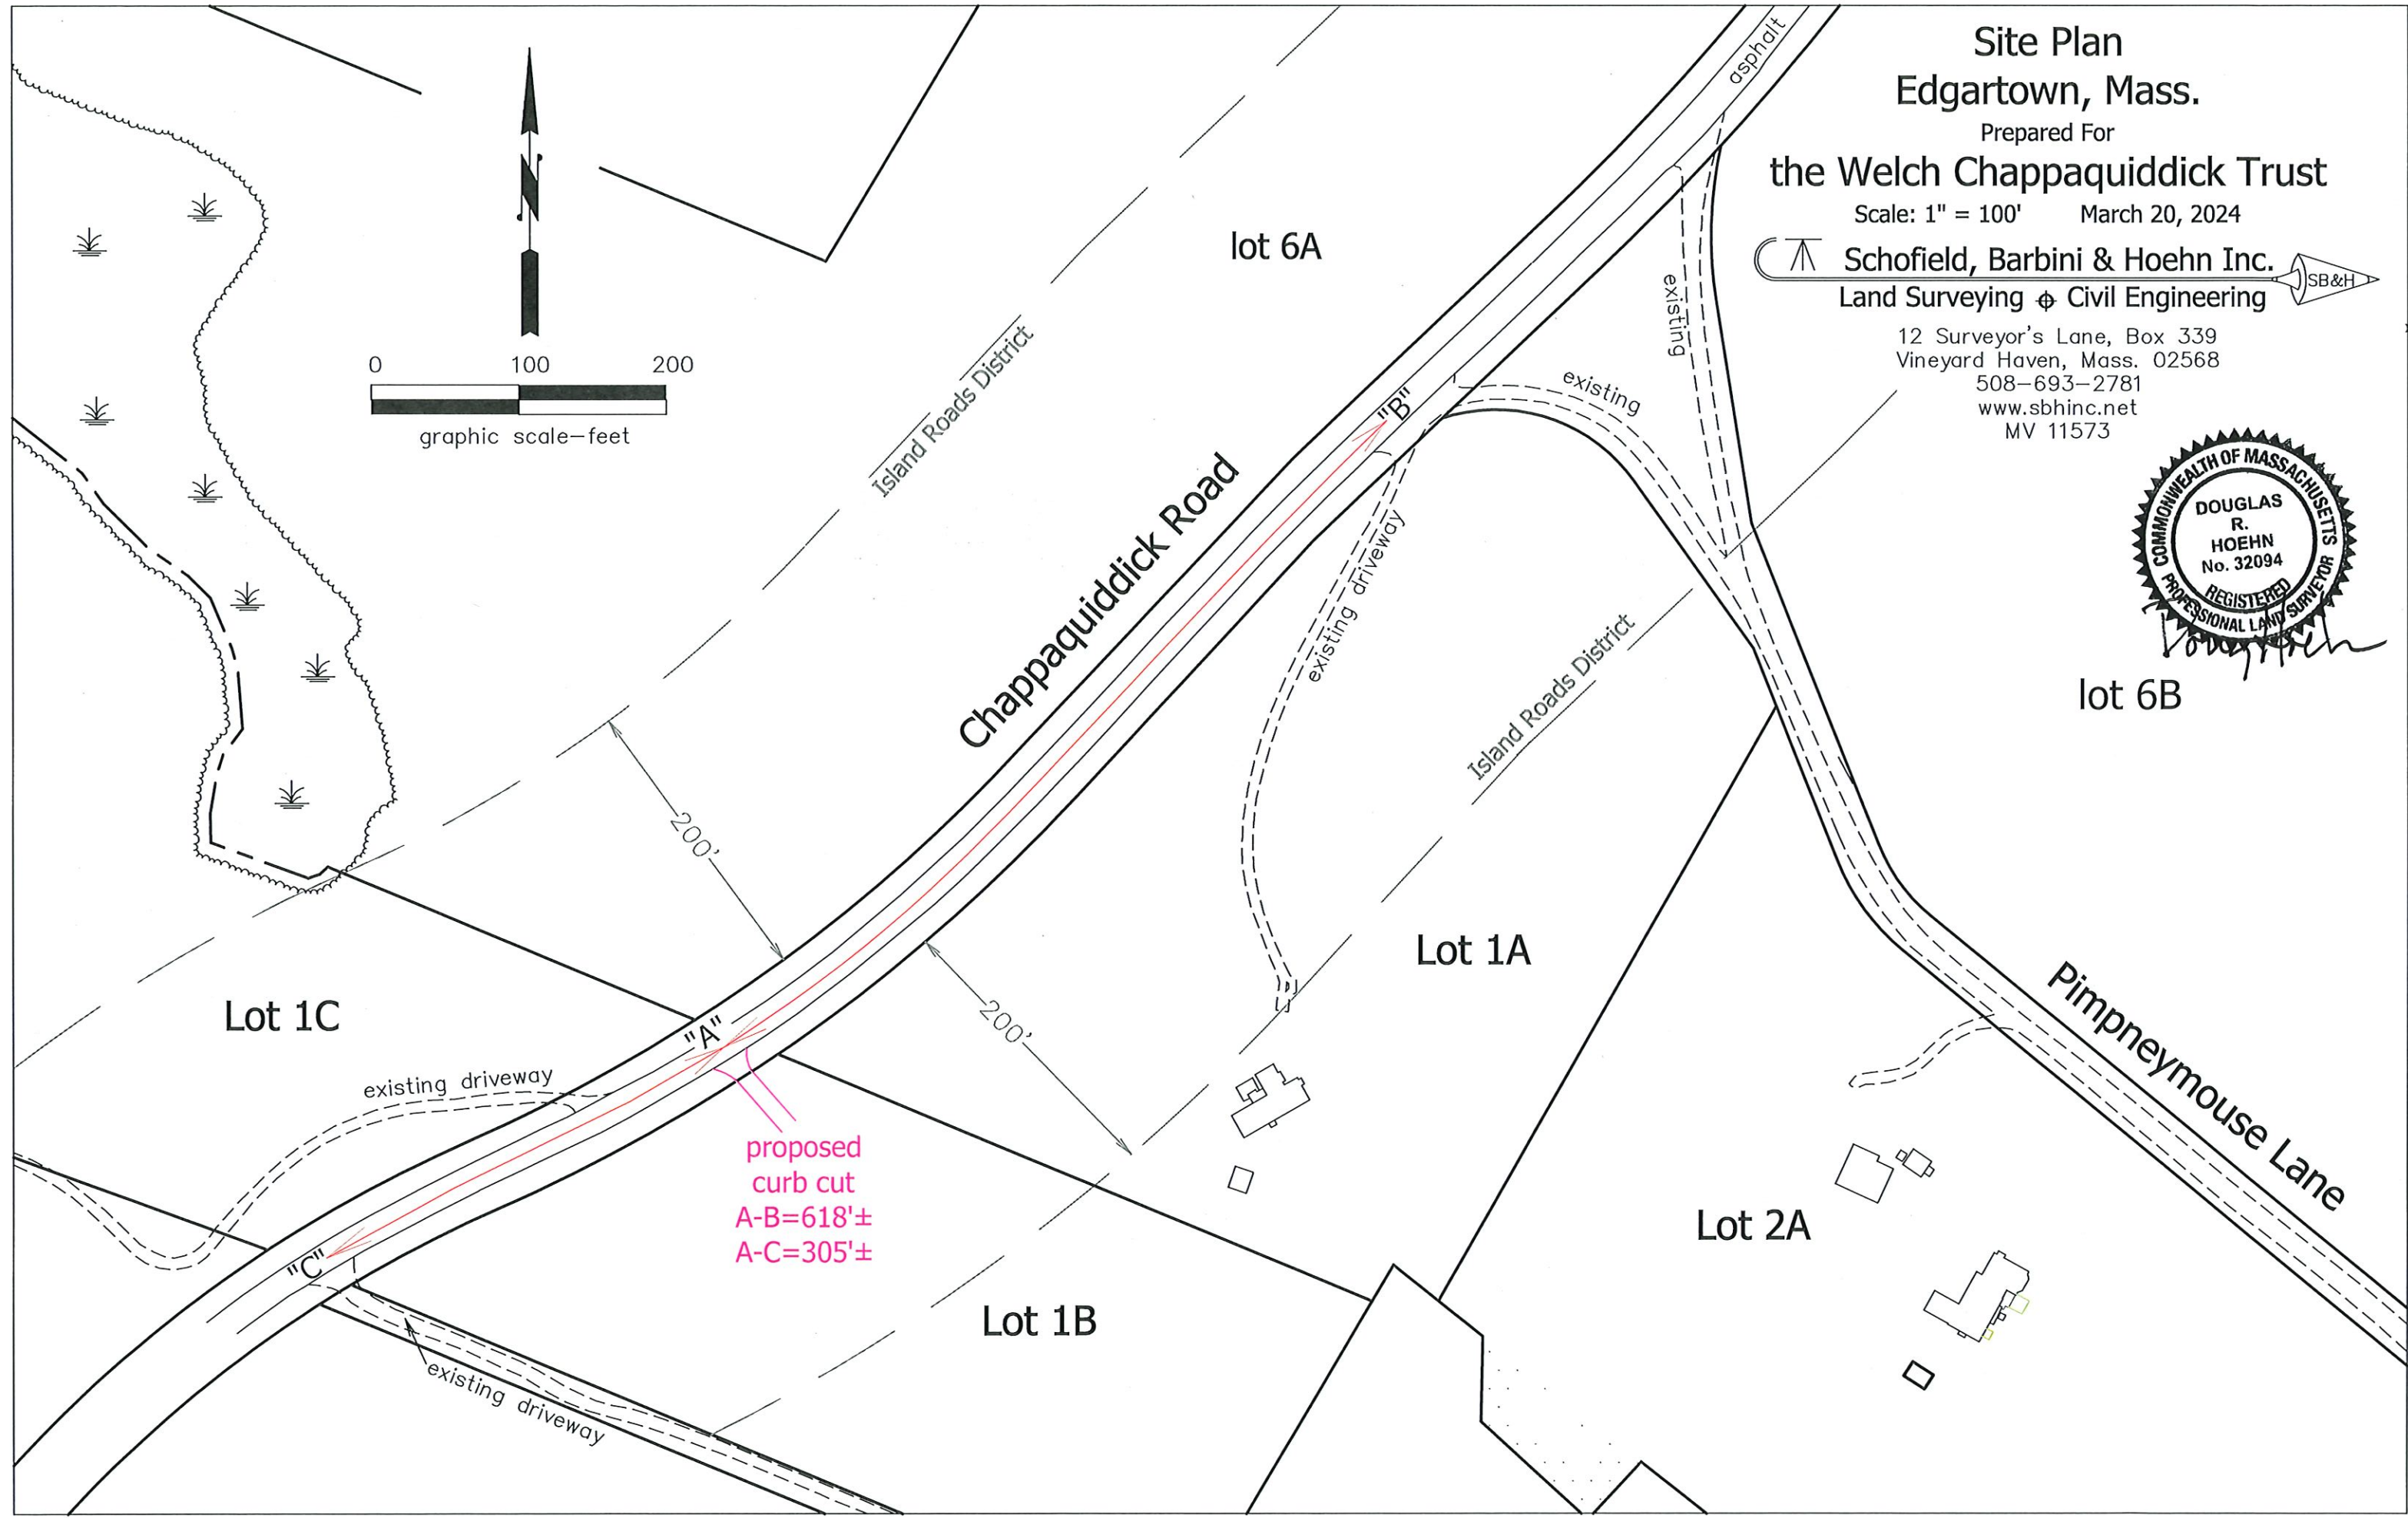 Site Plan
Edgartown, Mass.
Prepared For
the Welch Chappaquiddick Trust
Scale: 1" = 100' March 20, 2024
Schofield, Barbini & Hoehn Inc.
SB&H
Land Surveying Civil Engineering
12 Surveyor's Lane, Box 339
Vineyard Haven, Mass. 02568
508-693-2781
www.sbhinc.net
MV 11573
COMMONWEALTH OF MASSACHUSETTS
DOUGLAS
R.
HOEHN
No. 32094
REGISTERED
PROFESSIONAL LAND SURVEYOR
asphalt
N
0 100 200
graphic scale-feet
lot 6A
Island Roads District
existing
existing
"B"
Chappaquiddick Road
existing driveway
Island Roads District
lot 6B
200'
200'
Lot 1A
Lot 1C
"A"
existing driveway
proposed
curb cut
A-B=618'±
A-C=305'±
"C"
existing driveway
Lot 1B
Lot 2A
Pimpneymouse Lane